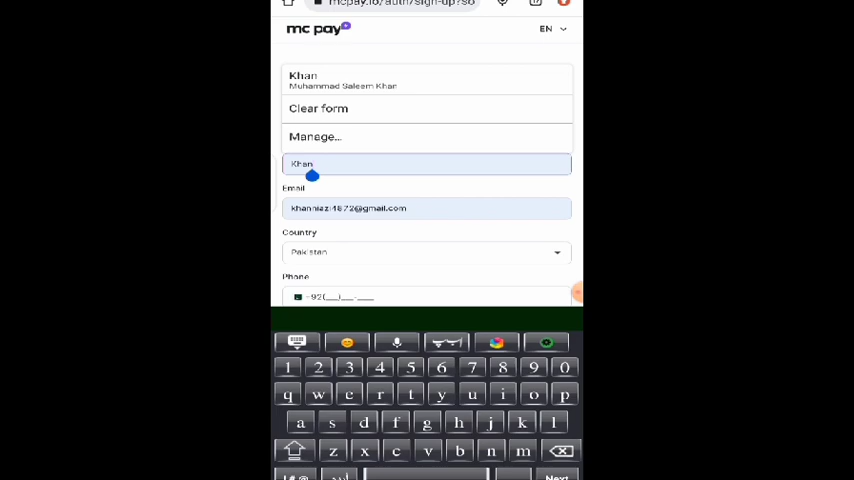 mcpay.io/auth/sign-up?so
mc pay
EN
Khan
Muhammad Saleem Khan
Clear form
Manage...
Khan
Email
khanniazi4872@gmail.com
Country
Pakistan
Phone
+92(___)___-____
1 2 3 4 5 6 7 8 9 0
q w e r t y u i o p
a s d f g h j k l
z x c v b n m
!#@ اردو Next